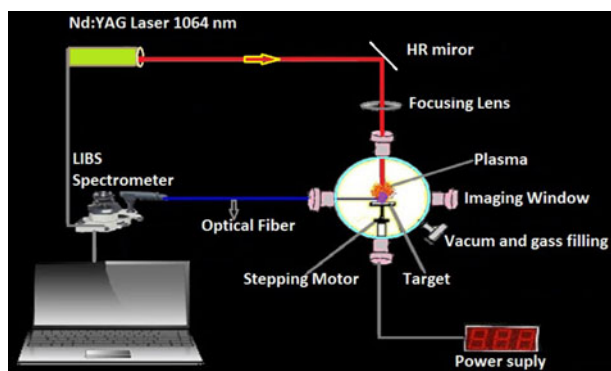 Nd:YAG Laser 1064 nm
HR miror
Focusing Lens
LIBS
Spectrometer
Plasma
Imaging Window
Optical Fiber
Vacum and gass filling
Stepping Motor
Target
Power suply